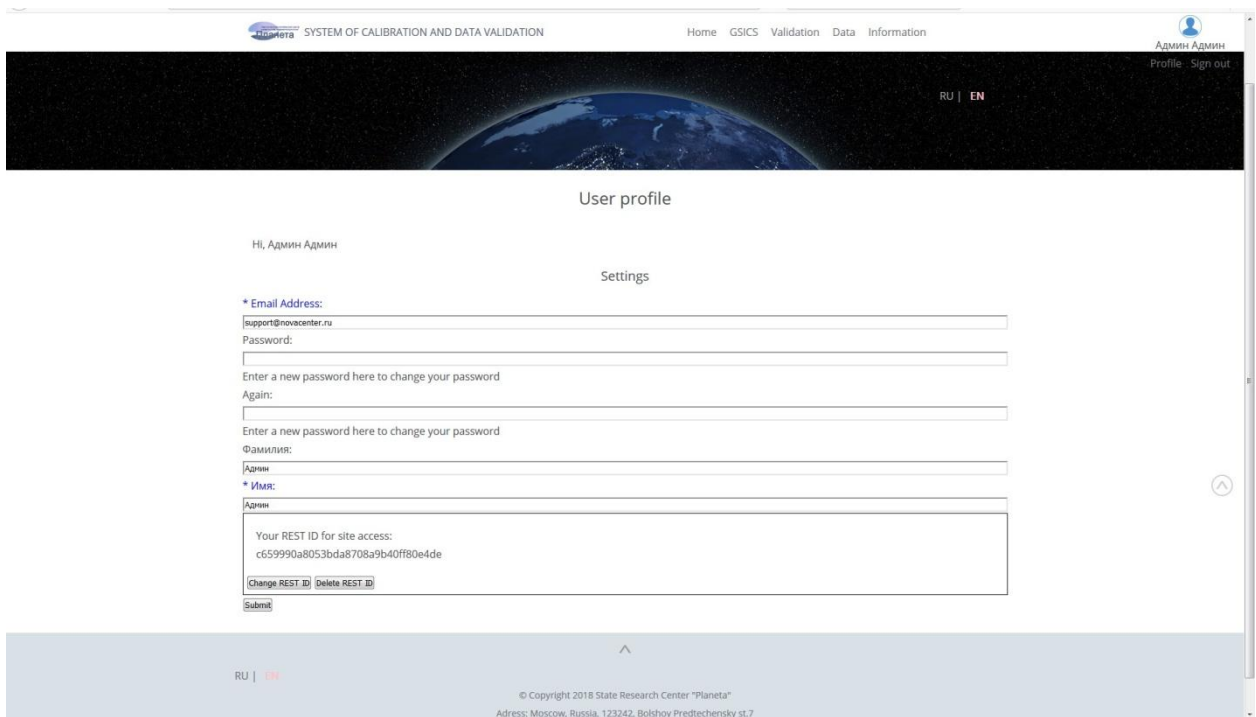 Планета SYSTEM OF CALIBRATION AND DATA VALIDATION Home GSICS Validation Data Information
Админ Админ
Profile Sign out
RU | EN
User profile
Hi, Админ Админ
Settings
* Email Address:
support@novacenter.ru
Password:
Enter a new password here to change your password
Again:
Enter a new password here to change your password
Фамилия:
Админ
* Имя:
Админ
Your REST ID for site access:
c659990a8053bda8708a9b40ff80e4de
Change REST ID Delete REST ID
Submit
RU | EN
© Copyright 2018 State Research Center "Planeta"
Adress: Moscow, Russia, 123242, Bolshoy Predtechensky st.7